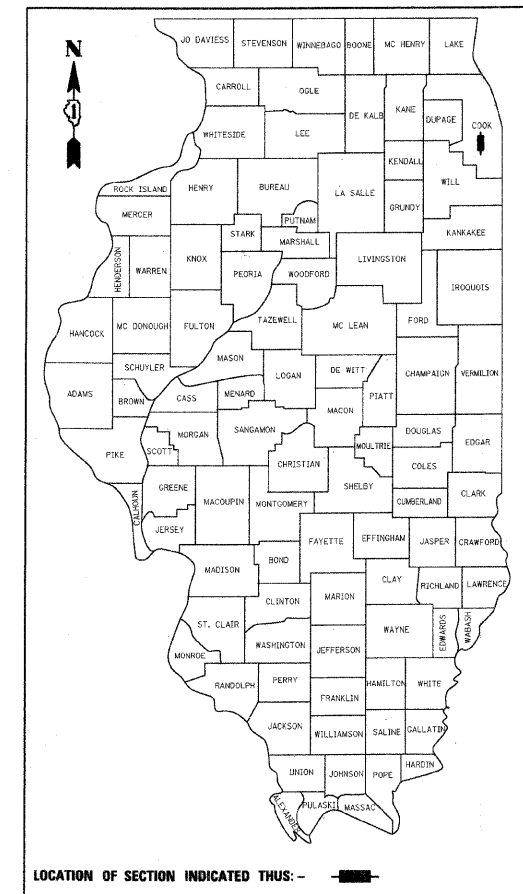 JO DAVIESS STEVENSON WINNEBAGO BOONE MC HENRY LAKE
N
CARROLL OGLE
DE KALB KANE DUPAGE COOK
WHITESIDE LEE
KENDALL WILL
ROCK ISLAND HENRY BUREAU LA SALLE
GRUNDY
MERCER PUTNAM
STARK KANKAKEE
MARSHALL
HENDERSON WARREN KNOX PEORIA WOODFORD LIVINGSTON
IROQUOIS
HANCOCK MC DONOUGH FULTON TAZEWELL MC LEAN FORD
MASON
SCHUYLER DE WITT CHAMPAIGN VERMILION
LOGAN
ADAMS BROWN CASS MENARD PIATT
MACON
SANGAMON DOUGLAS
PIKE SCOTT MORGAN MOULTRIE EDGAR
CHRISTIAN COLES
GREENE SHELBY
CALHOUN MACOUPIN MONTGOMERY CUMBERLAND CLARK
JERSEY
FAYETTE EFFINGHAM JASPER CRAWFORD
BOND
MADISON CLAY
RICHLAND LAWRENCE
CLINTON MARION
ST. CLAIR WAYNE EDWARDS WABASH
WASHINGTON JEFFERSON
MONROE
RANDOLPH PERRY HAMILTON WHITE
FRANKLIN
JACKSON WILLIAMSON SALINE GALLATIN
HARDIN
UNION JOHNSON POPE
ALEXANDER PULASKI MASSAC
LOCATION OF SECTION INDICATED THUS: -